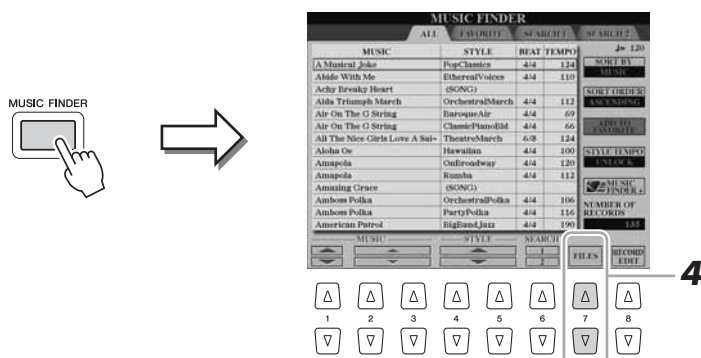 MUSIC FINDER
MUSIC FINDER
ALL FAVORITE SEARCH 1 SEARCH 2
MUSIC STYLE BEAT TEMPO
♩= 120
A Musical Joke PopClassics 4/4 124
SORT BY
MUSIC
Abide With Me EtherealVoices 4/4 110
Achy Breaky Heart (SONG)
SORT ORDER
ASCENDING
Aida Triumph March OrchestralMarch 4/4 112
Air On The G String BaroqueAir 4/4 69
Air On The G String ClassicPianoBld 4/4 66
ADD TO
FAVORITE
All The Nice Girls Love A Sai~ TheatreMarch 6/8 124
Aloha Oe Hawaiian 4/4 100
STYLE TEMPO
UNLOCK
Amapola OnBroadway 4/4 120
Amapola Rumba 4/4 112
Amazing Grace (SONG)
MUSIC
FINDER+
Amboss Polka OrchestralPolka 4/4 106
Amboss Polka PartyPolka 4/4 116
NUMBER OF
RECORDS
American Patrol BigBandJazz 4/4 190
135
MUSIC STYLE SEARCH
1
2
FILES
RECORD
EDIT
4
1 2 3 4 5 6 7 8